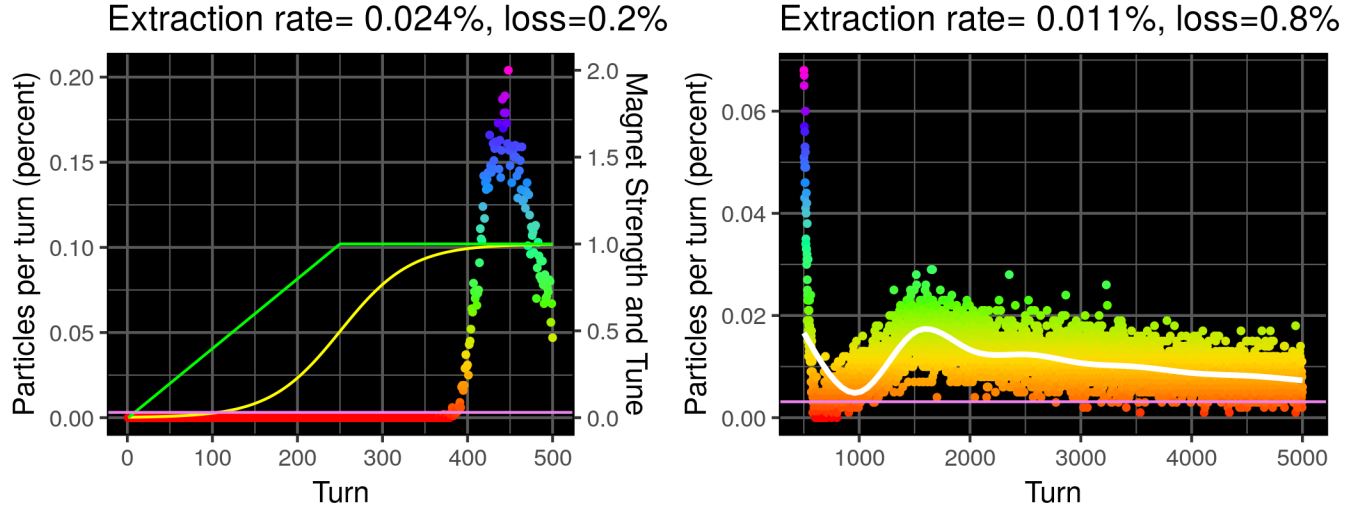 Extraction rate= 0.024%, loss=0.2%
Particles per turn (percent)
0.20
0.15
0.10
0.05
0.00
2.0
1.5
1.0
0.5
0.0
Magnet Strength and Tune
0 100 200 300 400 500
Turn
Extraction rate= 0.011%, loss=0.8%
Particles per turn (percent)
0.06
0.04
0.02
0.00
1000 2000 3000 4000 5000
Turn